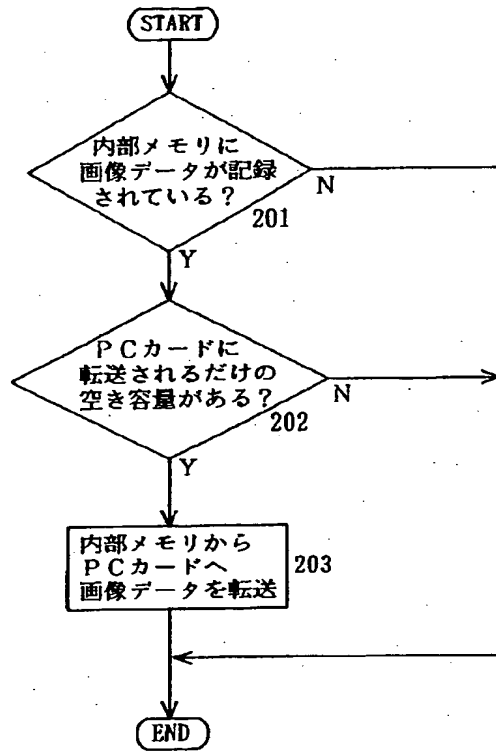 START
内部メモリに
画像データが記録
されている？
N
201
Y
PCカードに
転送されるだけの
空き容量がある？
N
202
Y
内部メモリから
PCカードへ
画像データを転送
203
END